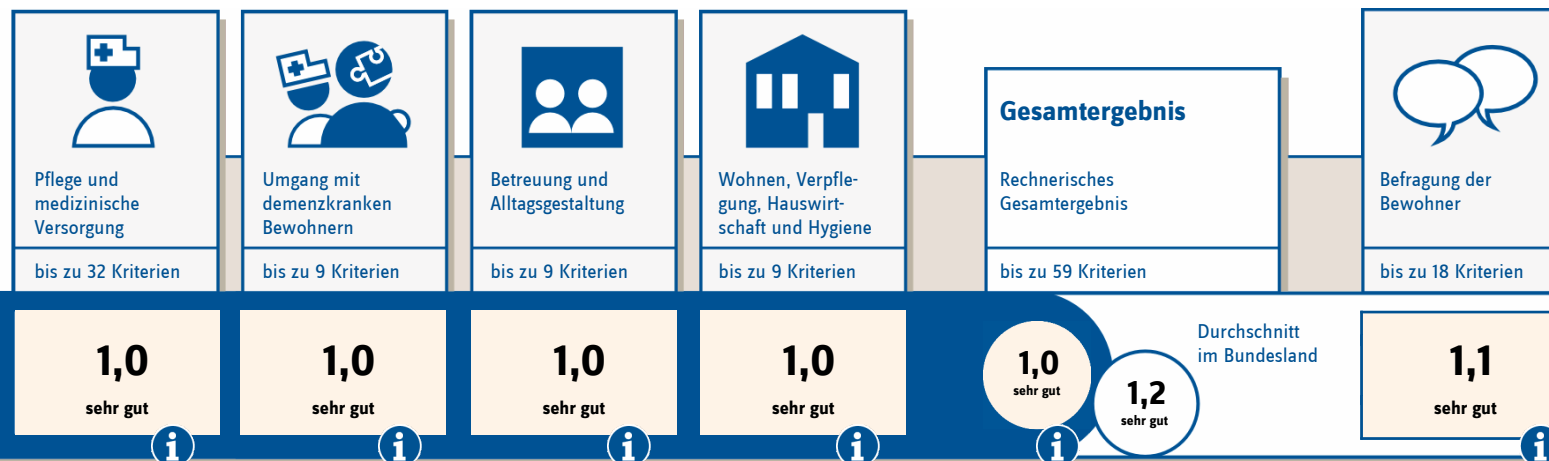 Pflege und
medizinische
Versorgung
bis zu 32 Kriterien
1,0
sehr gut
i
Umgang mit
demenzkranken
Bewohnern
bis zu 9 Kriterien
1,0
sehr gut
i
Betreuung und
Alltagsgestaltung
bis zu 9 Kriterien
1,0
sehr gut
i
Wohnen, Verpfle-
gung, Hauswirt-
schaft und Hygiene
bis zu 9 Kriterien
1,0
sehr gut
i
Gesamtergebnis
Rechnerisches
Gesamtergebnis
bis zu 59 Kriterien
1,0
sehr gut
i
1,2
sehr gut
Durchschnitt
im Bundesland
Befragung der
Bewohner
bis zu 18 Kriterien
1,1
sehr gut
i